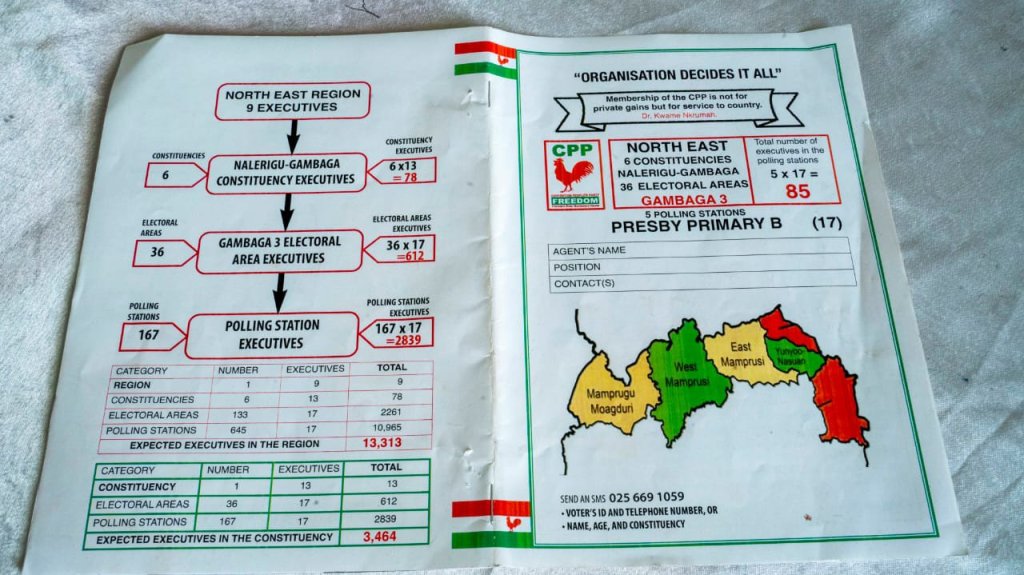 NORTH EAST REGION
9 EXECUTIVES
CONSTITUENCIES
6
NALERIGU-GAMBAGA
CONSTITUENCY EXECUTIVES
CONSTITUENCY
EXECUTIVES
6 x13
= 78
ELECTORAL
AREAS
36
GAMBAGA 3 ELECTORAL
AREA EXECUTIVES
ELECTORAL AREAS
EXECUTIVES
36 x 17
=612
POLLING
STATIONS
167
POLLING STATION
EXECUTIVES
POLLING STATIONS
EXECUTIVES
167 x 17
=2839
CATEGORY NUMBER EXECUTIVES TOTAL
REGION 1 9 9
CONSTITUENCIES 6 13 78
ELECTORAL AREAS 133 17 2261
POLLING STATIONS 645 17 10,965
EXPECTED EXECUTIVES IN THE REGION 13,313
CATEGORY NUMBER EXECUTIVES TOTAL
CONSTITUENCY 1 13 13
ELECTORAL AREAS 36 17 612
POLLING STATIONS 167 17 2839
EXPECTED EXECUTIVES IN THE CONSTITUENCY 3,464
"ORGANISATION DECIDES IT ALL"
Membership of the CPP is not for
private gains but for service to country.
Dr. Kwame Nkrumah.
CPP
FREEDOM
NORTH EAST
6 CONSTITUENCIES
NALERIGU-GAMBAGA
36 ELECTORAL AREAS
GAMBAGA 3
Total number of
executives in the
polling stations
5 x 17 =
85
5 POLLING STATIONS
PRESBY PRIMARY B (17)
AGENT'S NAME
POSITION
CONTACT(S)
Mamprugu
Moagduri
West
Mamprusi
East
Mamprusi
Yunyoo-
Nasuan
SEND AN SMS 025 669 1059
• VOTER'S ID AND TELEPHONE NUMBER, OR
• NAME, AGE, AND CONSTITUENCY